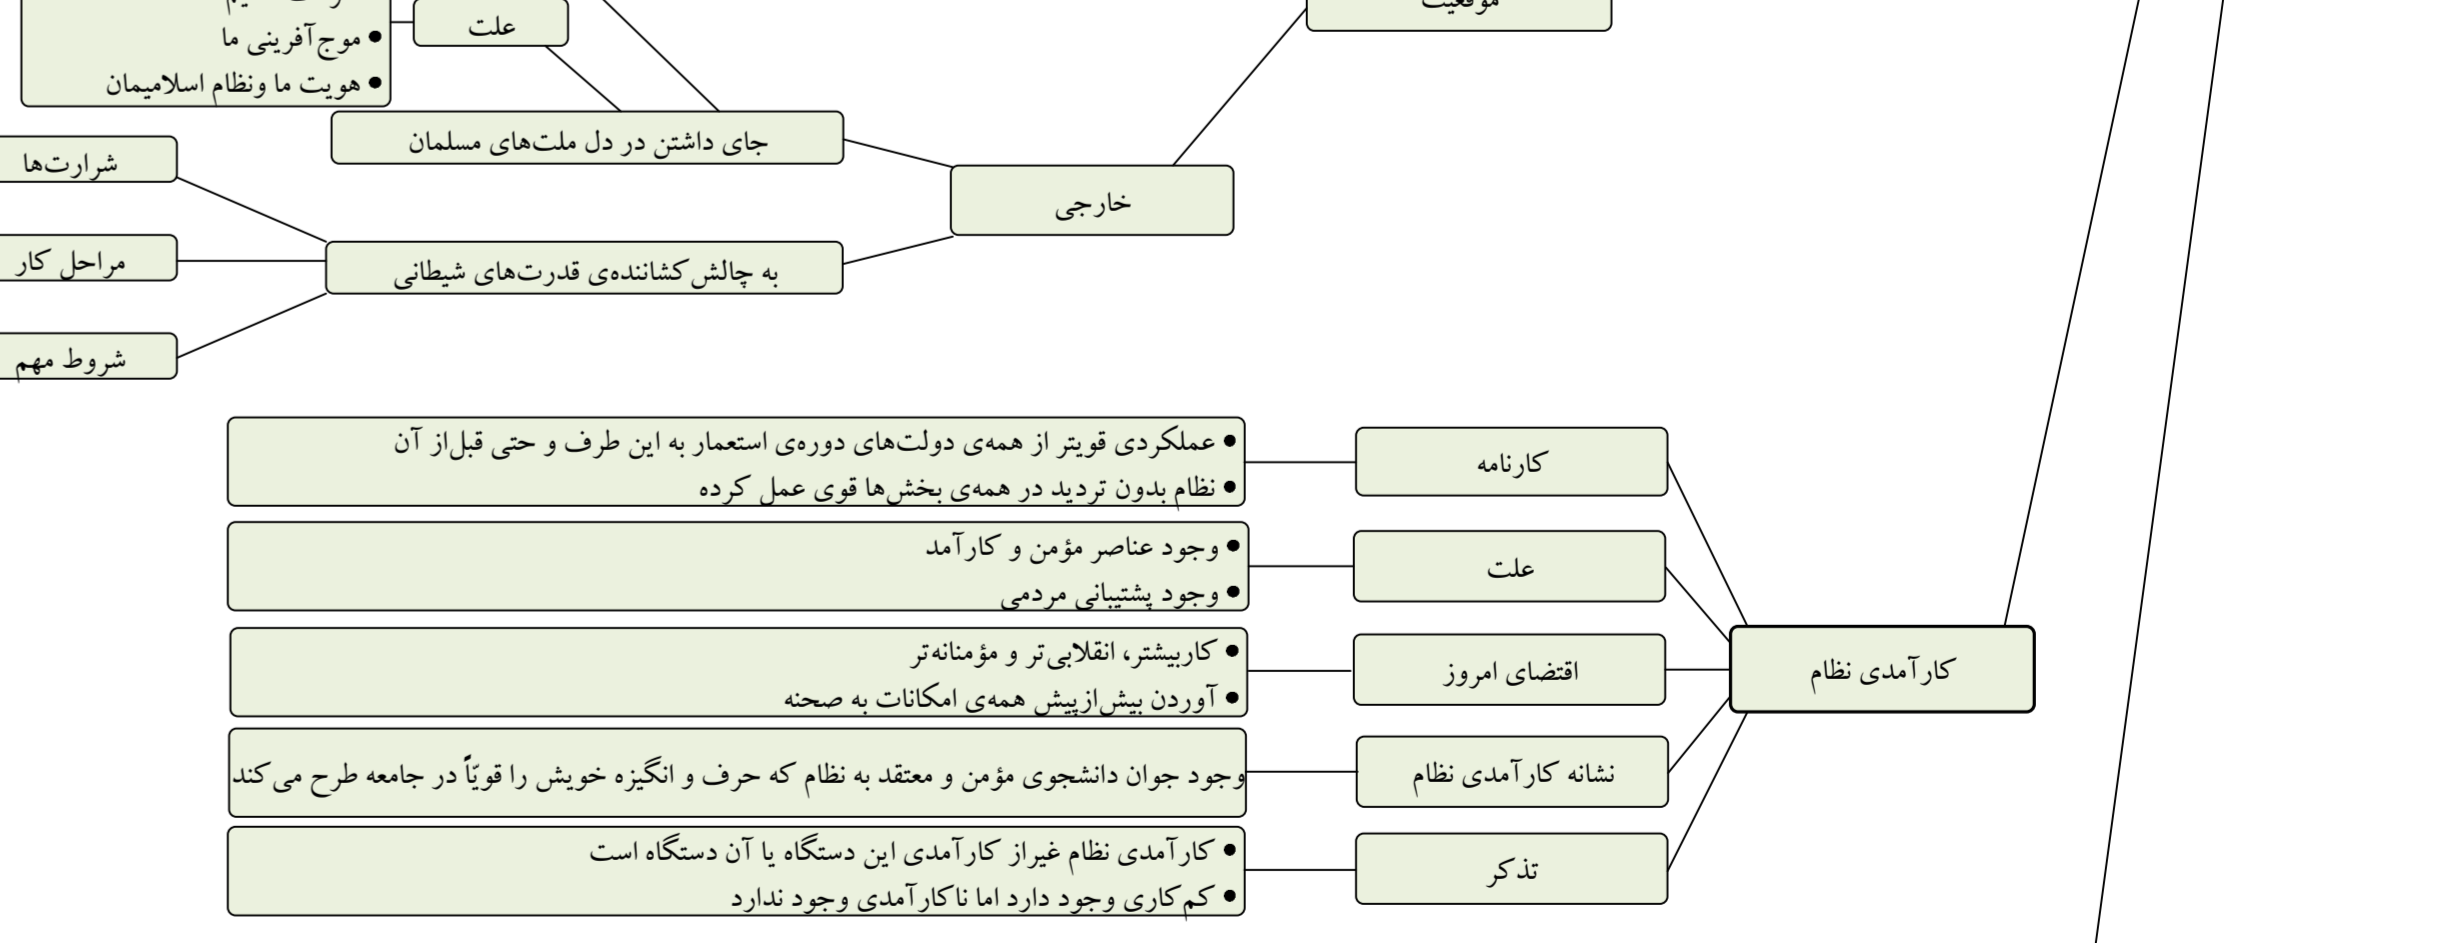 موقعیت
علت
• موج‌آفرینی ما
• هویت ما ونظام اسلامیمان
جای داشتن در دل ملت‌های مسلمان
خارجی
شرارت‌ها
به چالش‌کشاننده‌ی قدرت‌های شیطانی
مراحل کار
شروط مهم
کارآمدی نظام
کارنامه
• عملکردی قویتر از همه‌ی دولت‌های دوره‌ی استعمار به این طرف و حتی قبل‌از آن
• نظام بدون تردید در همه‌ی بخش‌ها قوی عمل کرده
علت
• وجود عناصر مؤمن و کارآمد
• وجود پشتیبانی مردمی
اقتضای امروز
• کاربیشتر، انقلابی‌تر و مؤمنانه‌تر
• آوردن بیش‌ازپیش همه‌ی امکانات به صحنه
نشانه کارآمدی نظام
وجود جوان دانشجوی مؤمن و معتقد به نظام که حرف و انگیزه خویش را قویّاً در جامعه طرح می‌کند
تذکر
• کارآمدی نظام غیراز کارآمدی این دستگاه یا آن دستگاه است
• کم‌کاری وجود دارد اما ناکارآمدی وجود ندارد